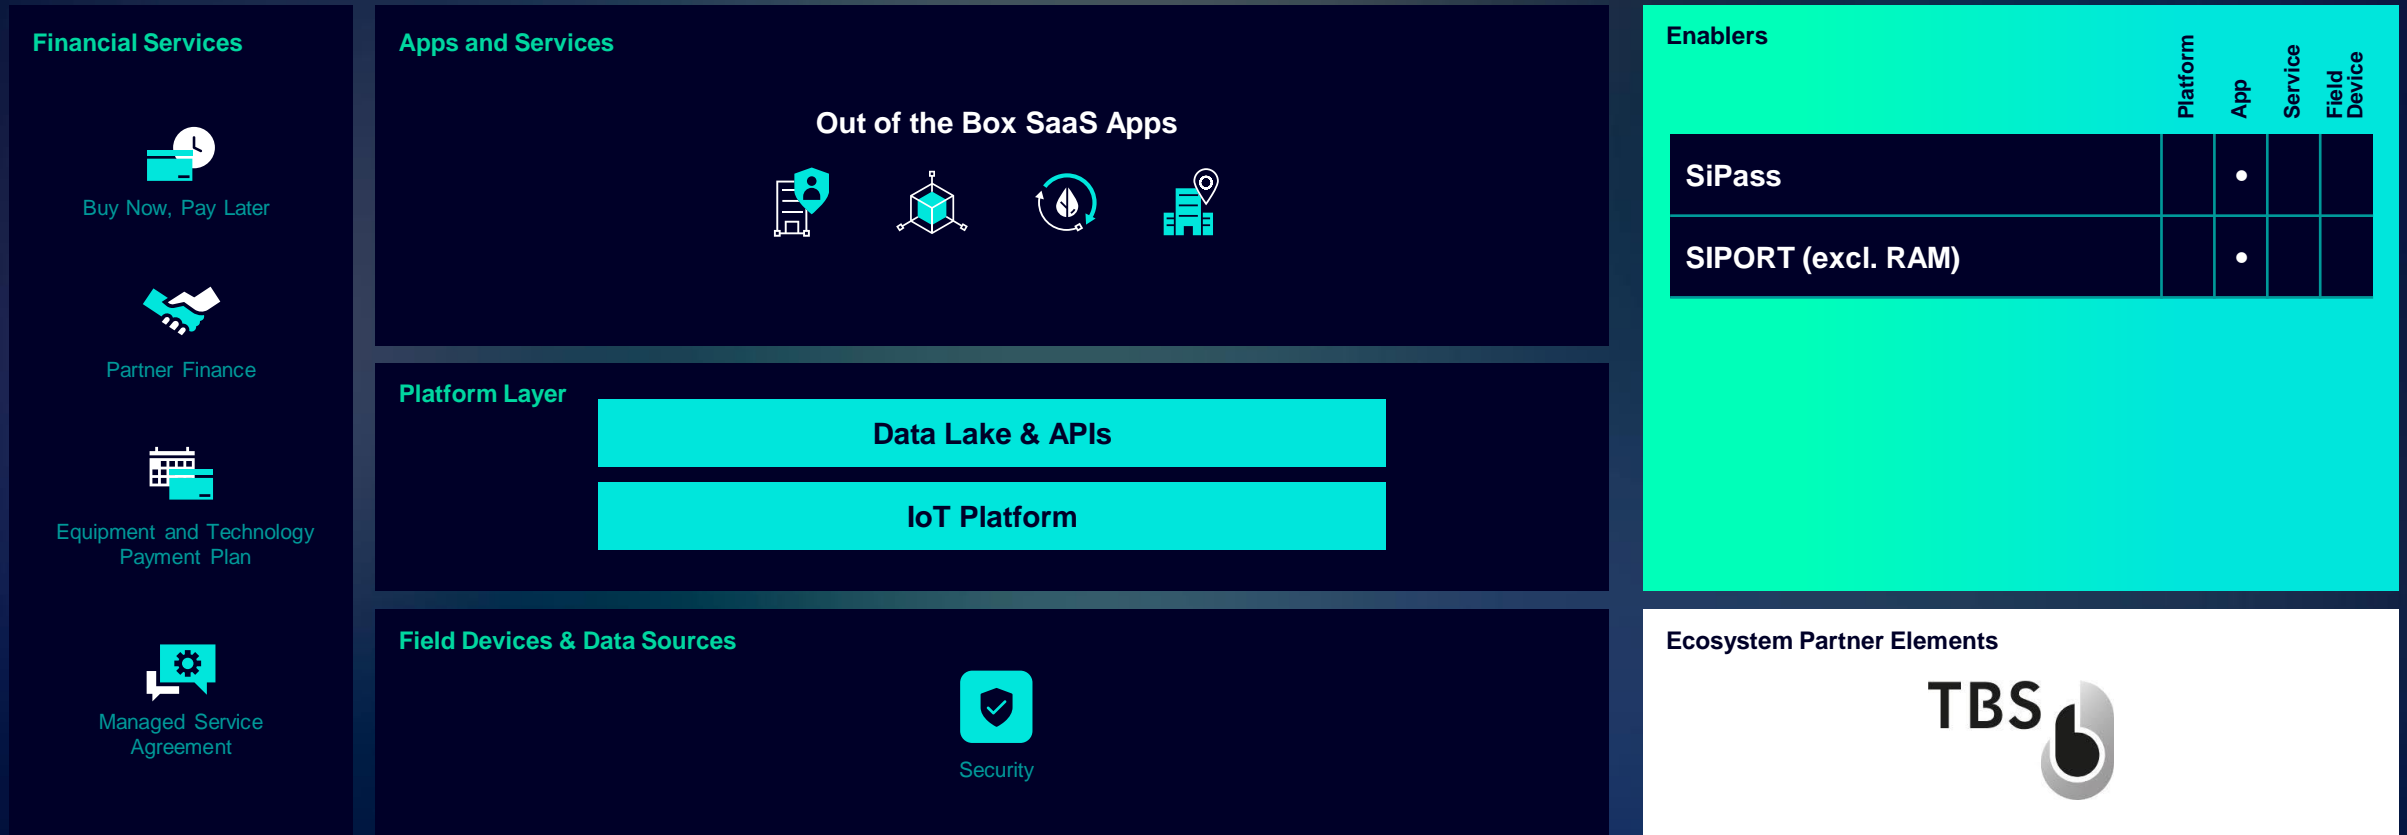 Financial Services
Buy Now, Pay Later
Partner Finance
Equipment and Technology
Payment Plan
Managed Service
Agreement
Apps and Services
Out of the Box SaaS Apps
Platform Layer
Data Lake & APIs
IoT Platform
Field Devices & Data Sources
Security
Enablers
Platform
App
Service
Field
Device
SiPass •
SIPORT (excl. RAM) •
Ecosystem Partner Elements
TBS